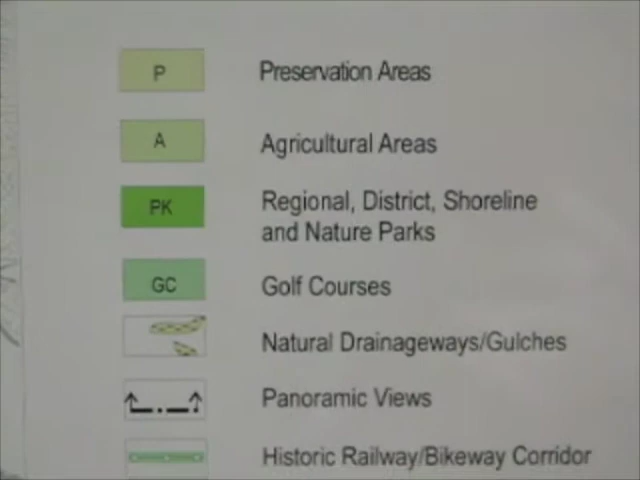 P Preservation Areas
A Agricultural Areas
PK Regional, District, Shoreline
and Nature Parks
GC Golf Courses
Natural Drainageways/Gulches
Panoramic Views
Historic Railway/Bikeway Corridor